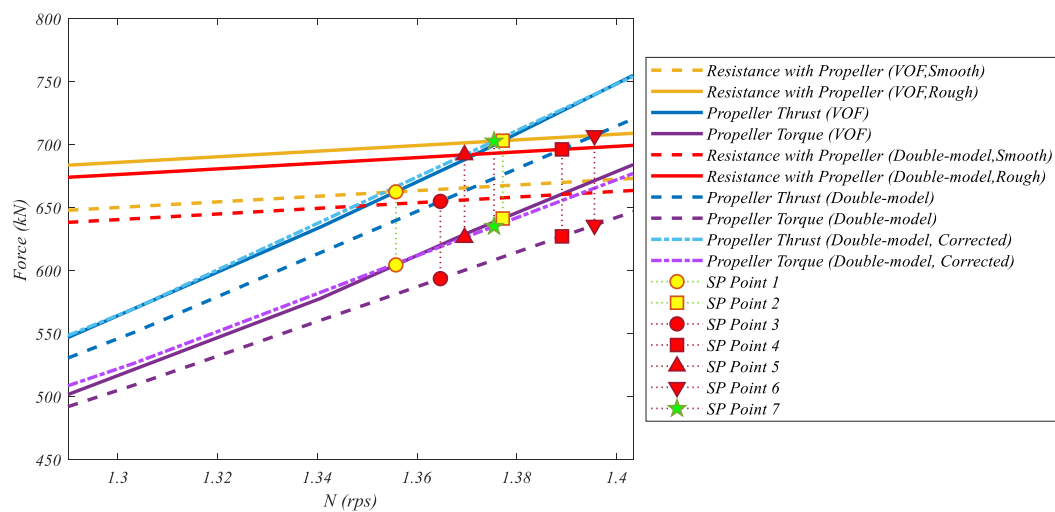 800
750
700
650
600
550
500
450
Force (kN)
1.3
1.32
1.34
1.36
1.38
1.4
N (rps)
Resistance with Propeller (VOF,Smooth)
Resistance with Propeller (VOF,Rough)
Propeller Thrust (VOF)
Propeller Torque (VOF)
Resistance with Propeller (Double-model,Smooth)
Resistance with Propeller (Double-model,Rough)
Propeller Thrust (Double-model)
Propeller Torque (Double-model)
Propeller Thrust (Double-model, Corrected)
Propeller Torque (Double-model, Corrected)
SP Point 1
SP Point 2
SP Point 3
SP Point 4
SP Point 5
SP Point 6
SP Point 7